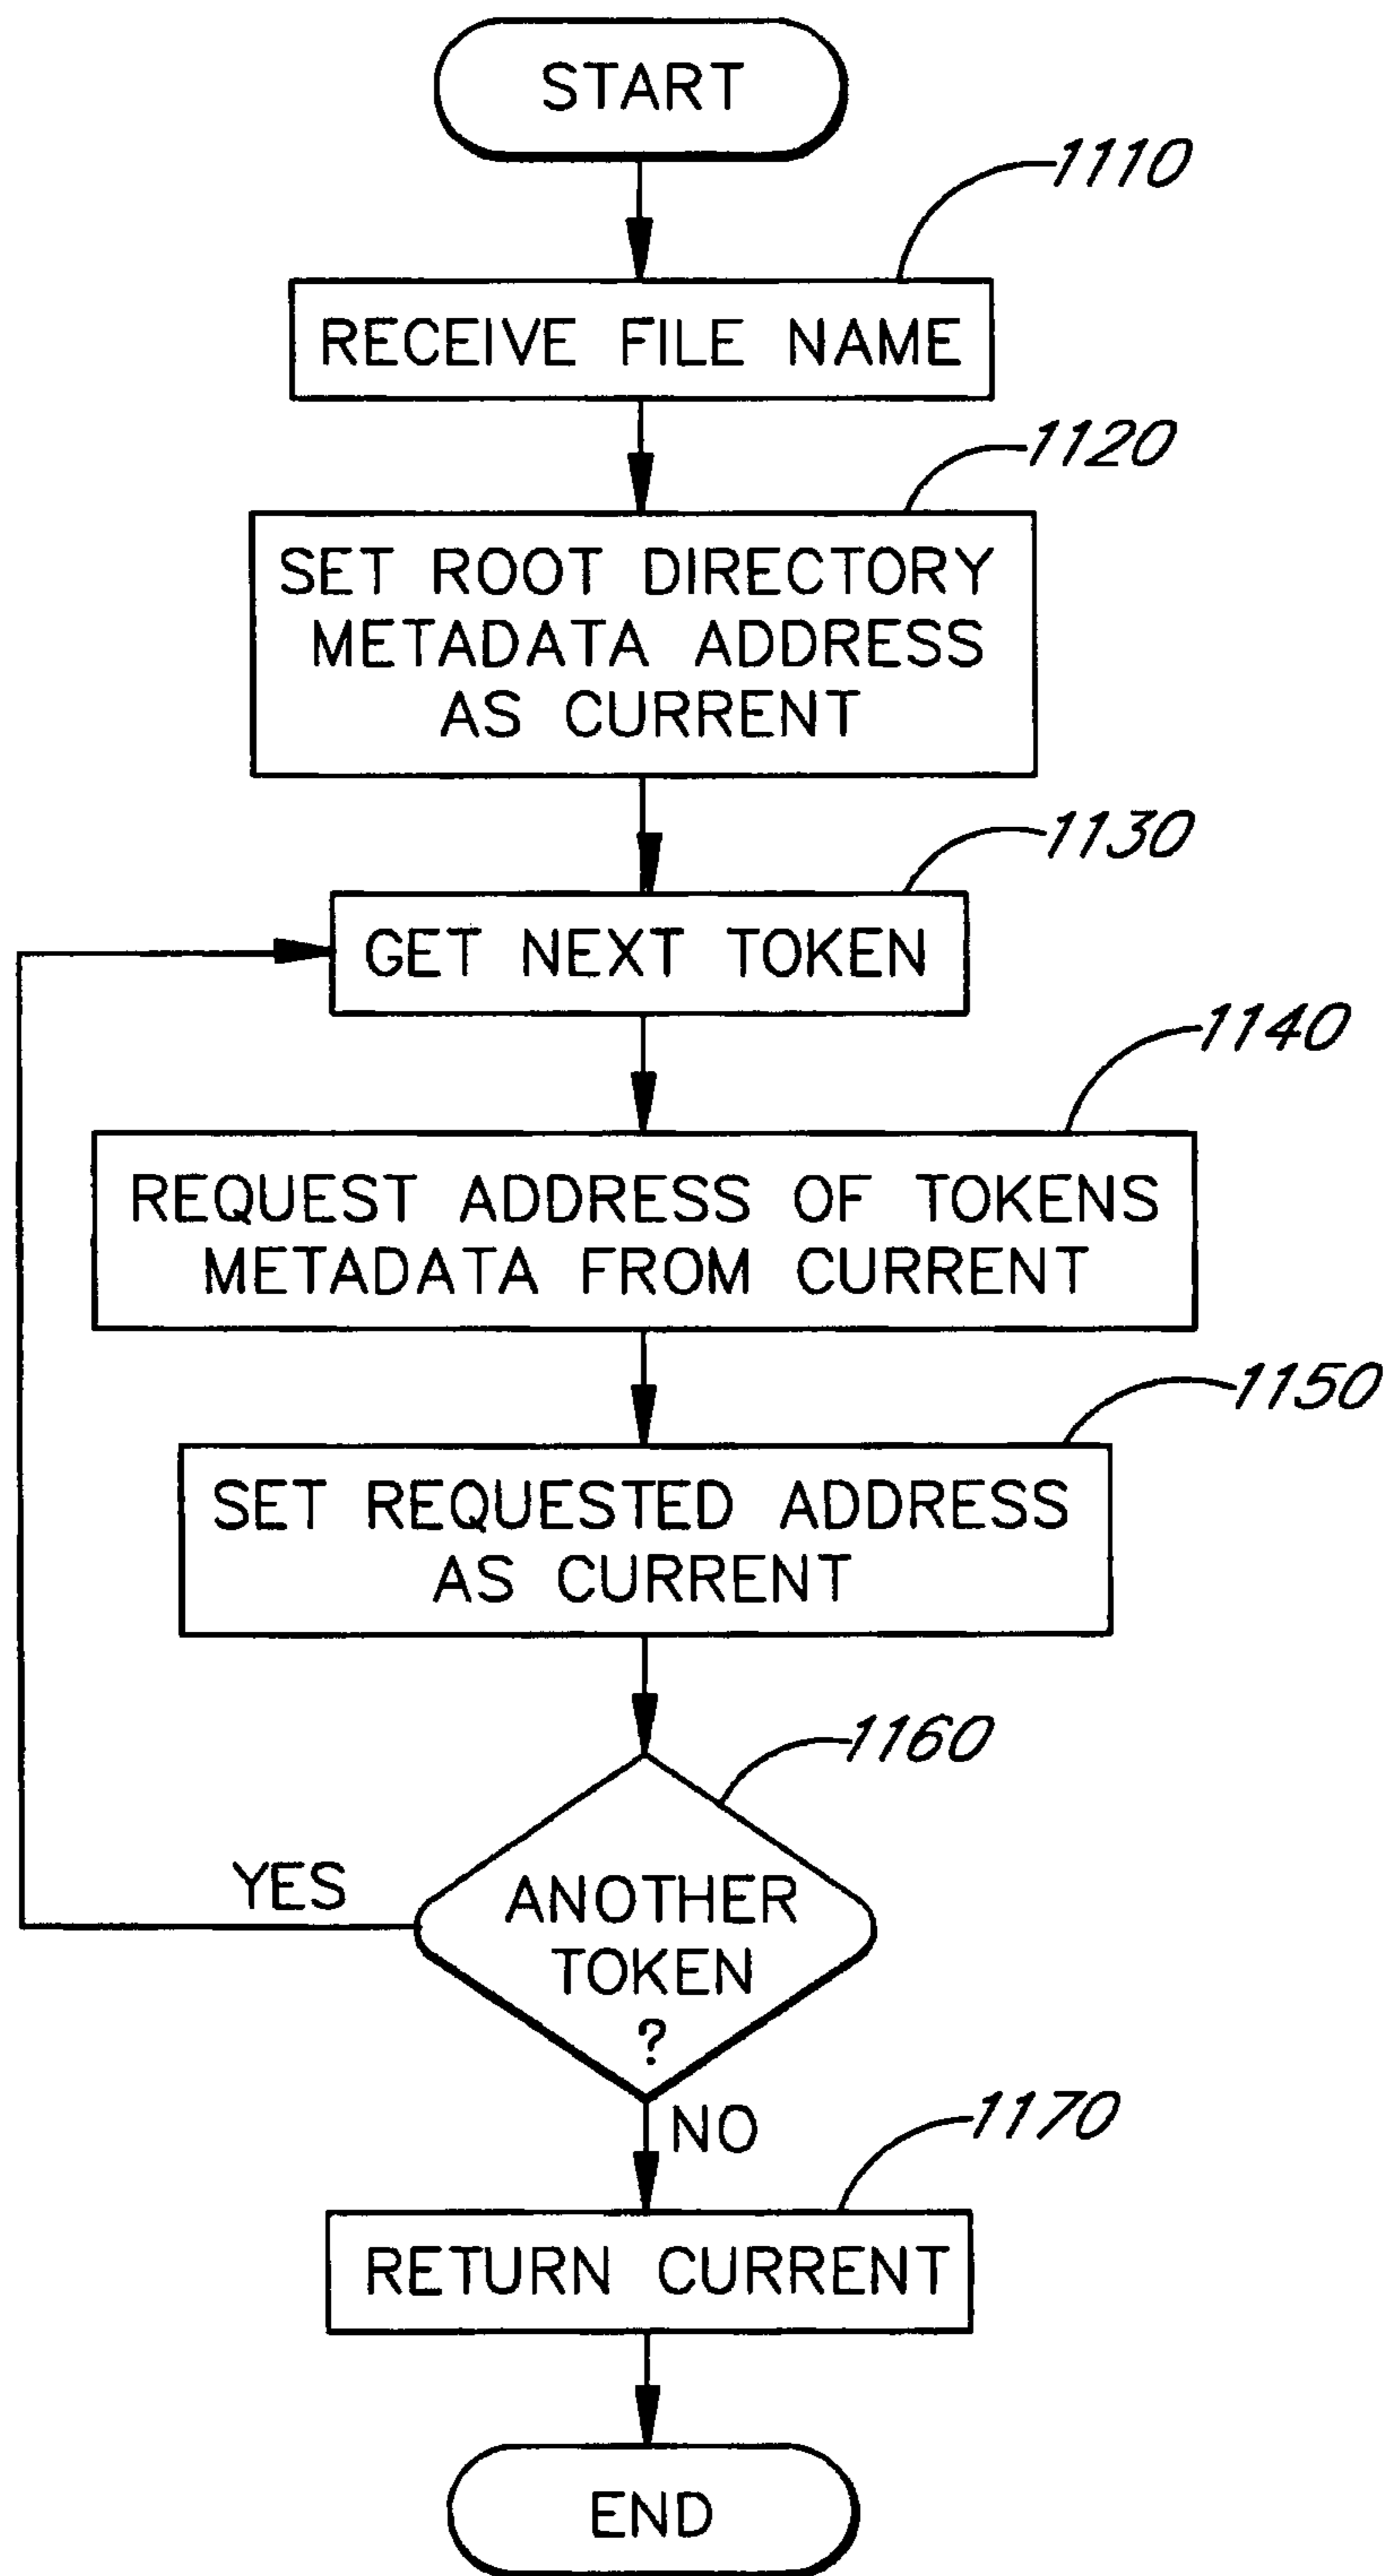 START
1110
RECEIVE FILE NAME
1120
SET ROOT DIRECTORY
METADATA ADDRESS
AS CURRENT
1130
GET NEXT TOKEN
1140
REQUEST ADDRESS OF TOKENS
METADATA FROM CURRENT
1150
SET REQUESTED ADDRESS
AS CURRENT
1160
YES
ANOTHER
TOKEN
?
NO
1170
RETURN CURRENT
END